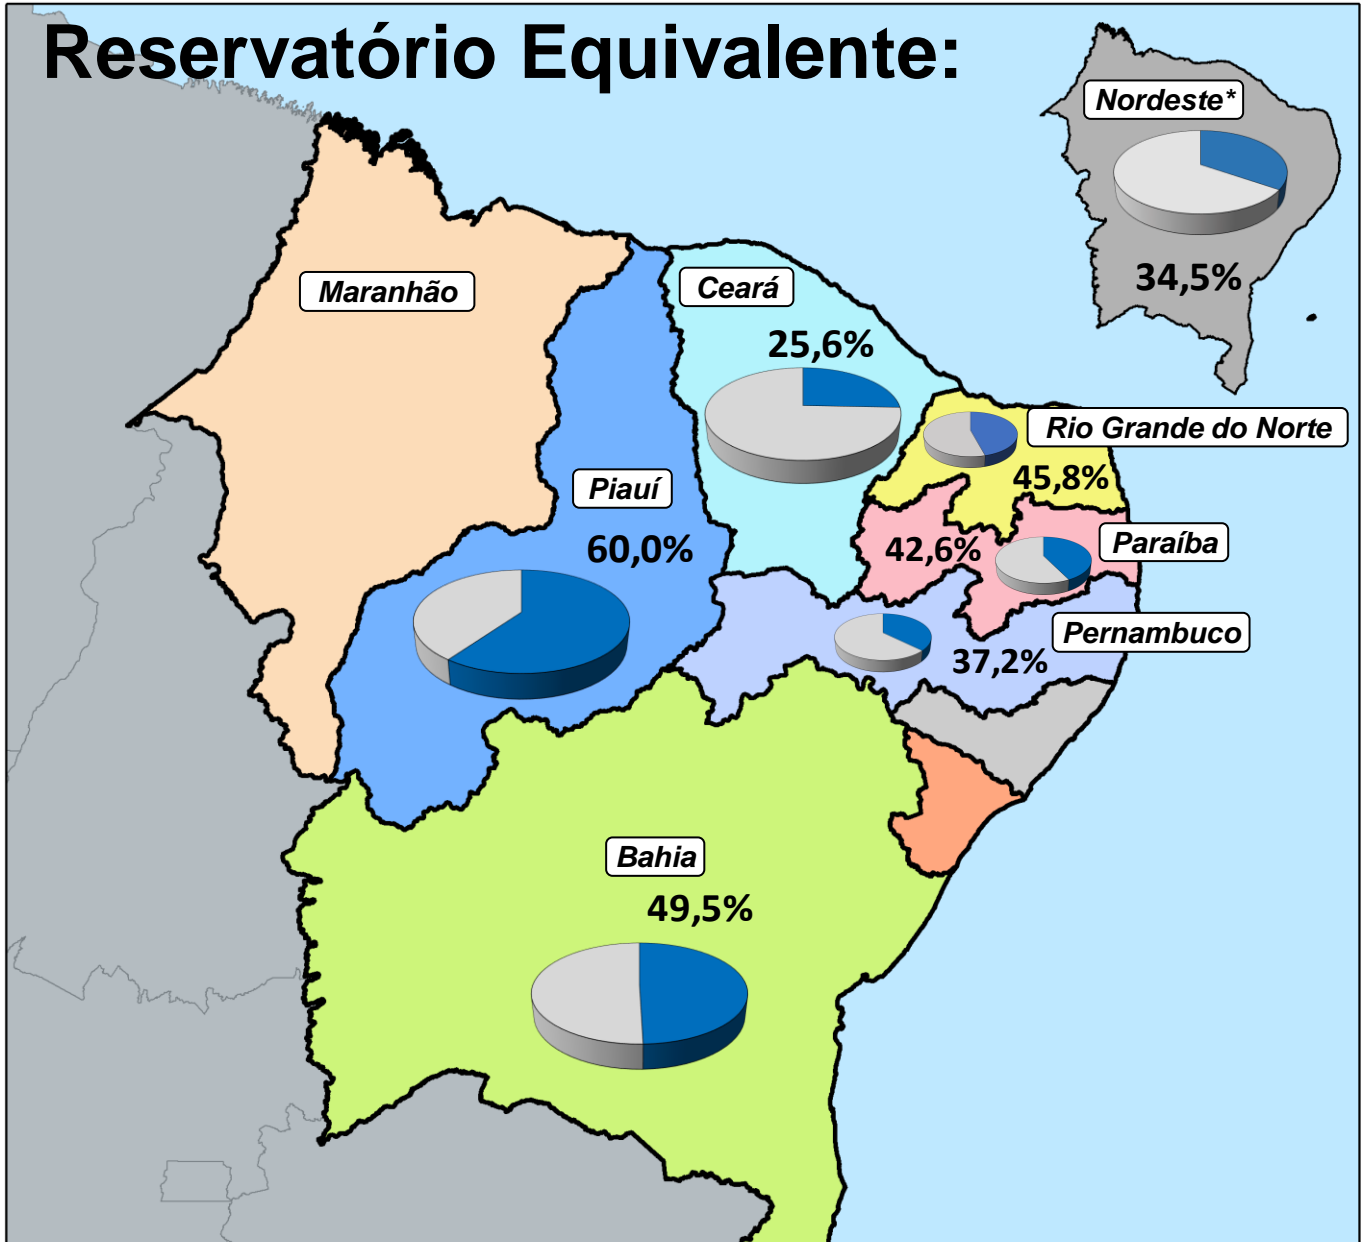 Reservatório Equivalente:
Nordeste*
34,5%
Maranhão
Ceará
25,6%
Rio Grande do Norte
45,8%
Piauí
60,0%
Paraíba
42,6%
Pernambuco
37,2%
Bahia
49,5%